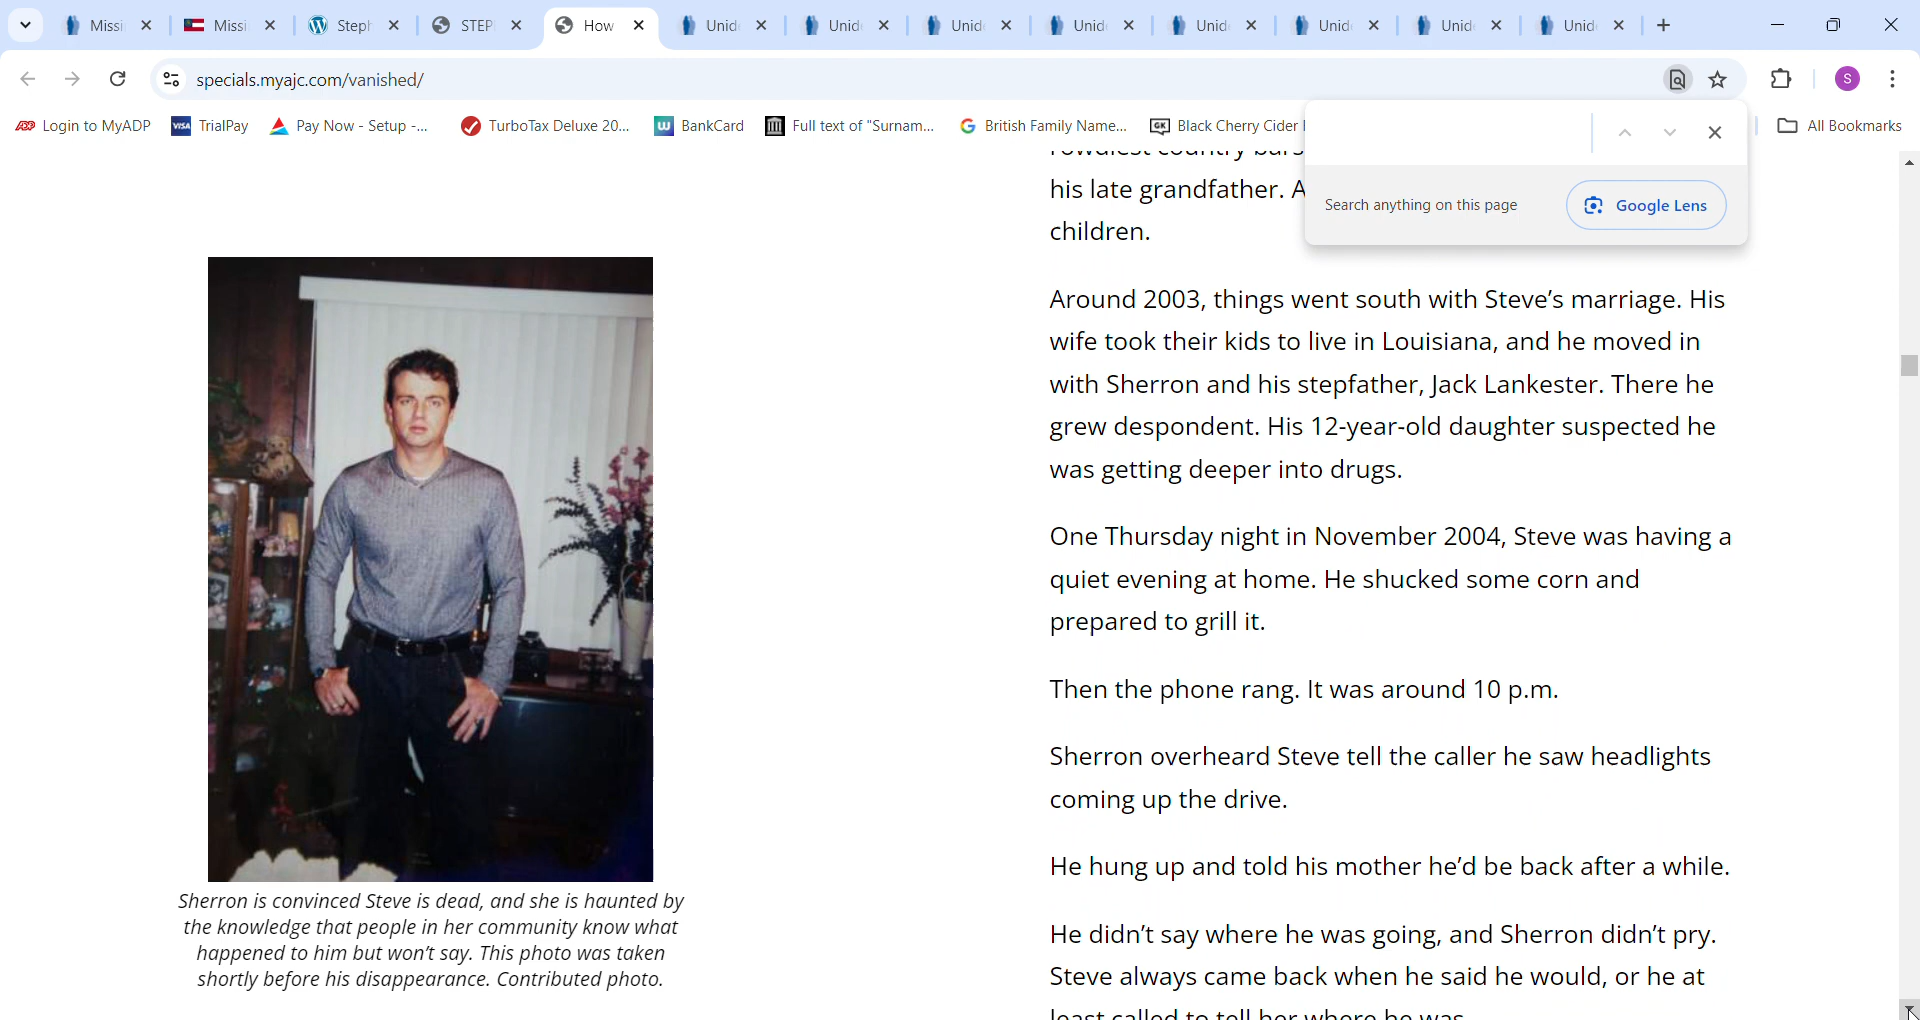 Missi
Missi
Steph
STEP
How
Unid
Unid
Unid
Unid
Unid
Unid
Unid
Unid
specials.myajc.com/vanished/
S
ADP Login to MyADP
VISA TrialPay
Pay Now - Setup -...
TurboTax Deluxe 20...
W BankCard
Full text of "Surnam...
G British Family Name...
GK Black Cherry Cider
All Bookmarks
Search anything on this page
Google Lens
rowdiest country bars
his late grandfather. A
children.
Around 2003, things went south with Steve's marriage. His
wife took their kids to live in Louisiana, and he moved in
with Sherron and his stepfather, Jack Lankester. There he
grew despondent. His 12-year-old daughter suspected he
was getting deeper into drugs.
One Thursday night in November 2004, Steve was having a
quiet evening at home. He shucked some corn and
prepared to grill it.
Then the phone rang. It was around 10 p.m.
Sherron overheard Steve tell the caller he saw headlights
coming up the drive.
He hung up and told his mother he'd be back after a while.
He didn't say where he was going, and Sherron didn't pry.
Steve always came back when he said he would, or he at
least called to tell her where he was.
Sherron is convinced Steve is dead, and she is haunted by
the knowledge that people in her community know what
happened to him but won't say. This photo was taken
shortly before his disappearance. Contributed photo.